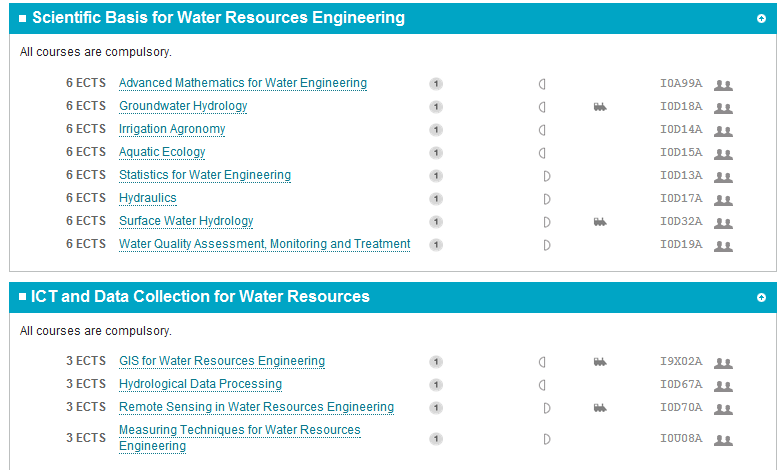 Scientific Basis for Water Resources Engineering
All courses are compulsory.
6 ECTS Advanced Mathematics for Water Engineering 1 I0A99A
6 ECTS Groundwater Hydrology 1 I0D18A
6 ECTS Irrigation Agronomy 1 I0D14A
6 ECTS Aquatic Ecology 1 I0D15A
6 ECTS Statistics for Water Engineering 1 I0D13A
6 ECTS Hydraulics 1 I0D17A
6 ECTS Surface Water Hydrology 1 I0D32A
6 ECTS Water Quality Assessment, Monitoring and Treatment 1 I0D19A
ICT and Data Collection for Water Resources
All courses are compulsory.
3 ECTS GIS for Water Resources Engineering 1 I9X02A
3 ECTS Hydrological Data Processing 1 I0D67A
3 ECTS Remote Sensing in Water Resources Engineering 1 I0D70A
3 ECTS Measuring Techniques for Water Resources 1 I0U08A
Engineering